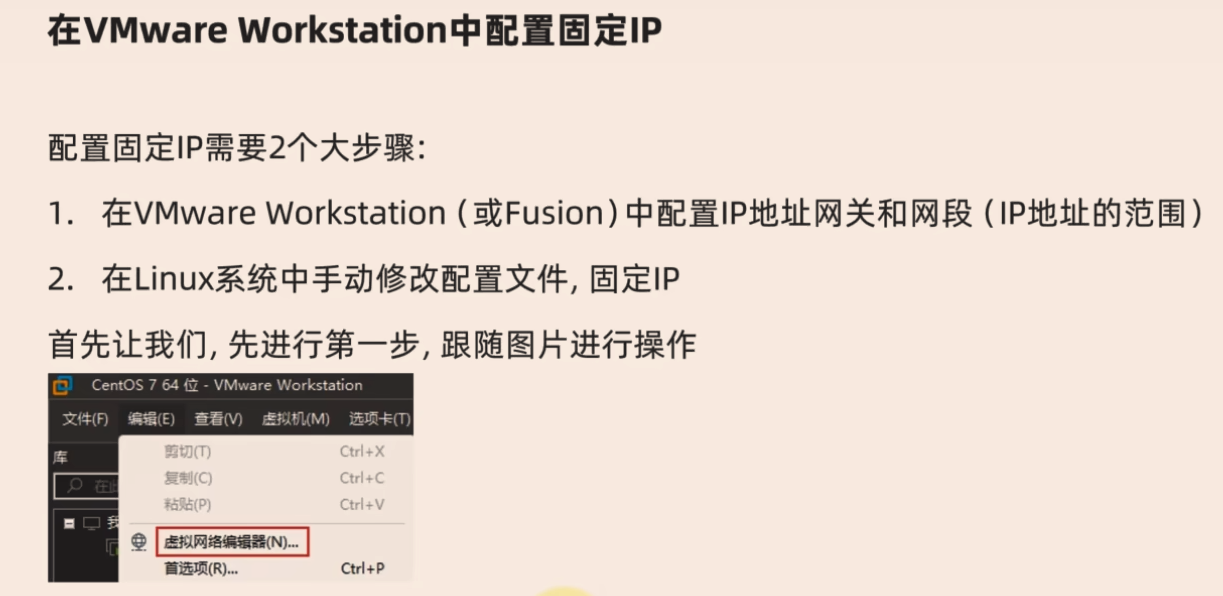 在VMware Workstation中配置固定IP
配置固定IP需要2个大步骤:
1. 在VMware Workstation（或Fusion）中配置IP地址网关和网段（IP地址的范围）
2. 在Linux系统中手动修改配置文件, 固定IP
首先让我们, 先进行第一步, 跟随图片进行操作
CentOS 7 64 位 - VMware Workstation
文件(F) 编辑(E) 查看(V) 虚拟机(M) 选项卡(T)
库
剪切(T) Ctrl+X
复制(C) Ctrl+C
在此
粘贴(P) Ctrl+V
我
虚拟网络编辑器(N)...
首选项(R)... Ctrl+P